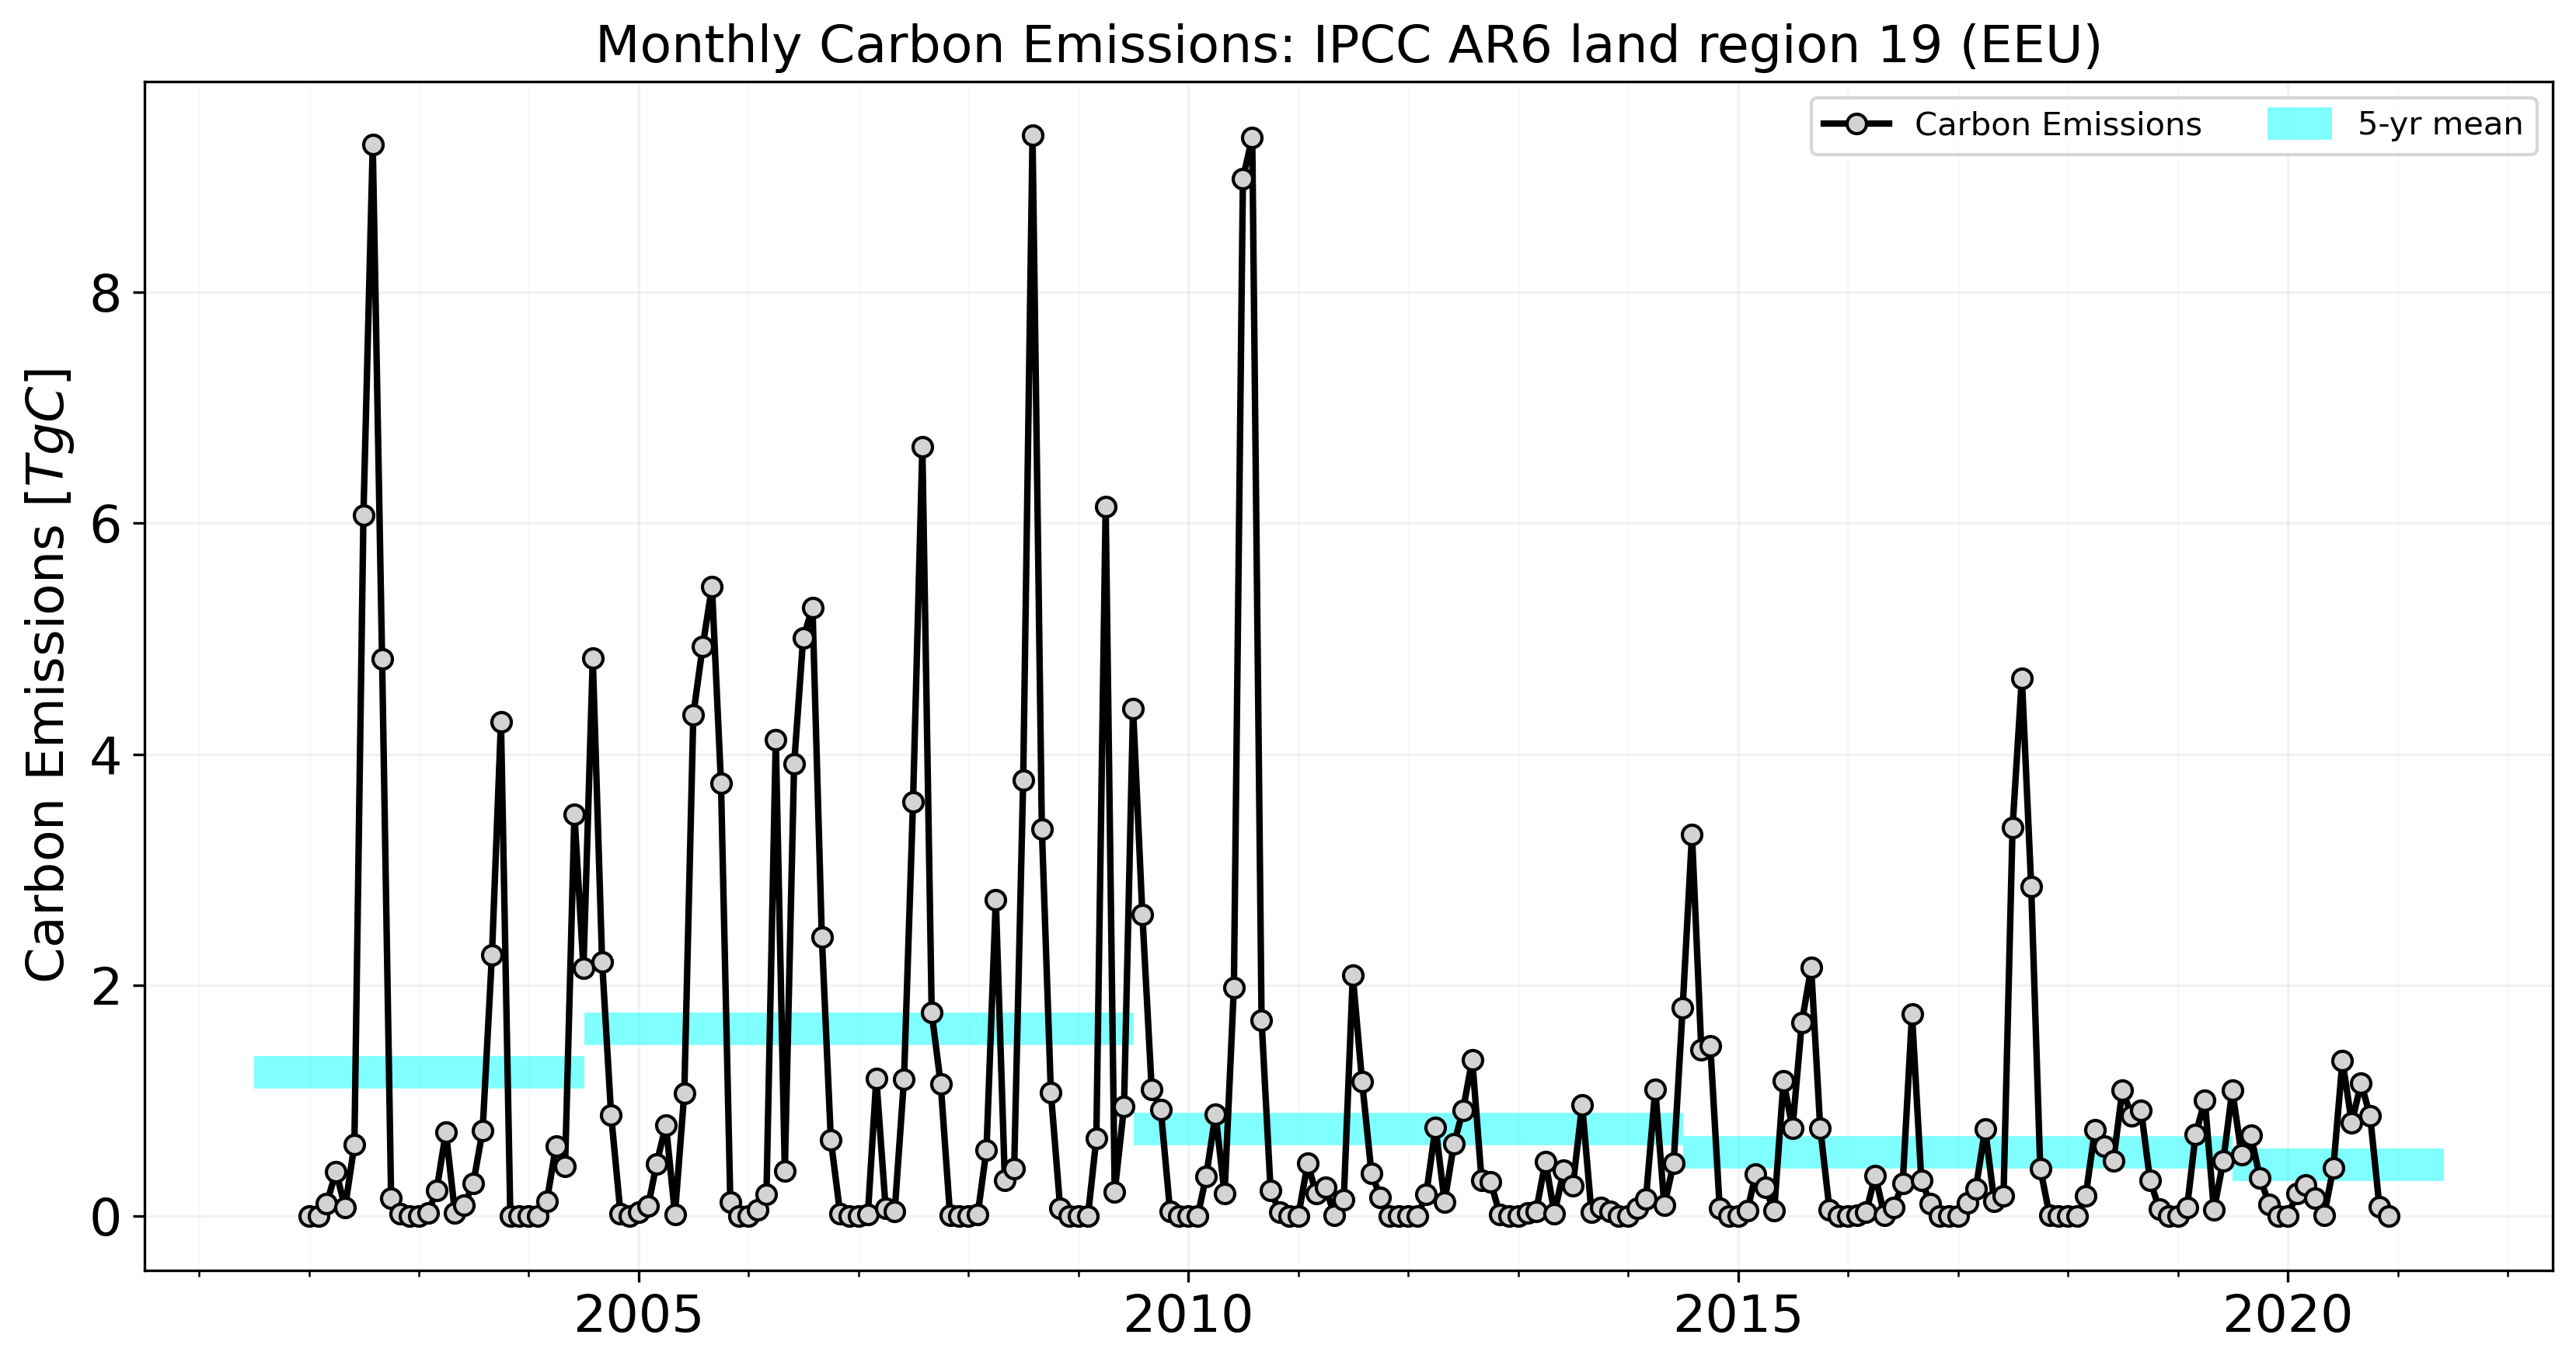 Monthly Carbon Emissions: IPCC AR6 land region 19 (EEU)
Carbon Emissions
5-yr mean
Carbon Emissions [TgC]
8
6
4
2
0
2005
2010
2015
2020